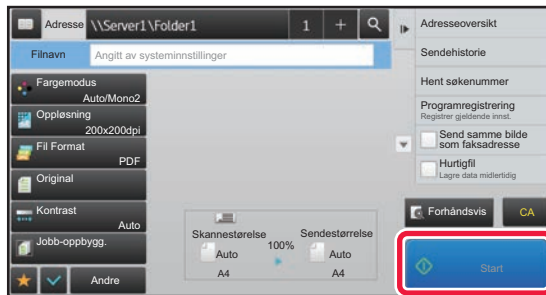 Adresse
\\Server1\Folder1
1
+
Filnavn
Angitt av systeminnstillinger
Fargemodus
Auto/Mono2
Oppløsning
200x200dpi
Fil Format
PDF
Original
Kontrast
Auto
Jobb-oppbygg.
Andre
Skannestørelse
Auto
A4
100%
Sendestørrelse
Auto
A4
Adresseoversikt
Sendehistorie
Hent søkenummer
Programregistrering
Registrer gjeldende innst.
Send samme bilde
som faksadresse
Hurtigfil
Lagre data midlertidig
Forhåndsvis
CA
Start